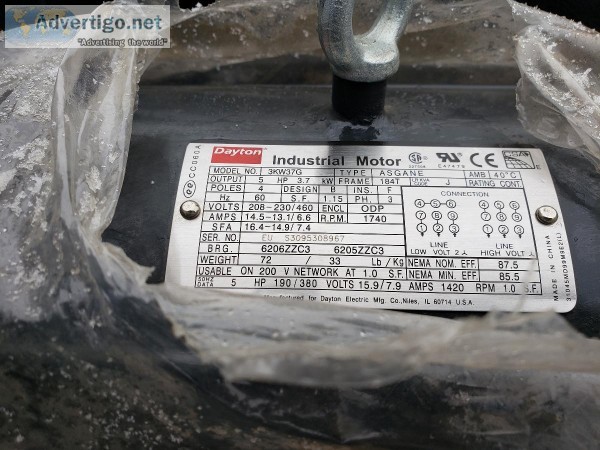 Advertigo.net
"Advertising the world"
CC060A
Dayton Industrial Motor
MODEL NO. 3KW37G TYPE ASGANE AMB 40°C
OUTPUT 5 HP 3.7 kW FRAME 184T RATING CONT.
POLES 4 DESIGN B INS. F CONNECTION
Hz 60 S.F. 1.15 PH. 3
VOLTS 208-230/460 ENCL ODP
AMPS 14.5-13.1/6.6 R.P.M. 1740
SFA 16.4-14.9/7.4
SERIAL NO. EU S3095308967
LINE LINE
LOW VOLT HIGH VOLT
BRG. 6206ZZC3 6205ZZC3
WEIGHT 72 / 33 Lb/Kg
NEMA NOM. EFF. 87.5
NEMA MIN. EFF. 85.5
USABLE ON 200 V NETWORK AT 1.0 S.F.
50Hz DATA 5 HP 190/380 VOLTS 15.9/7.9 AMPS 1420 RPM 1.0 S.F.
for Dayton Electric Mfg. Co., Niles, IL 60714 U.S.A.
MADE IN CHINA